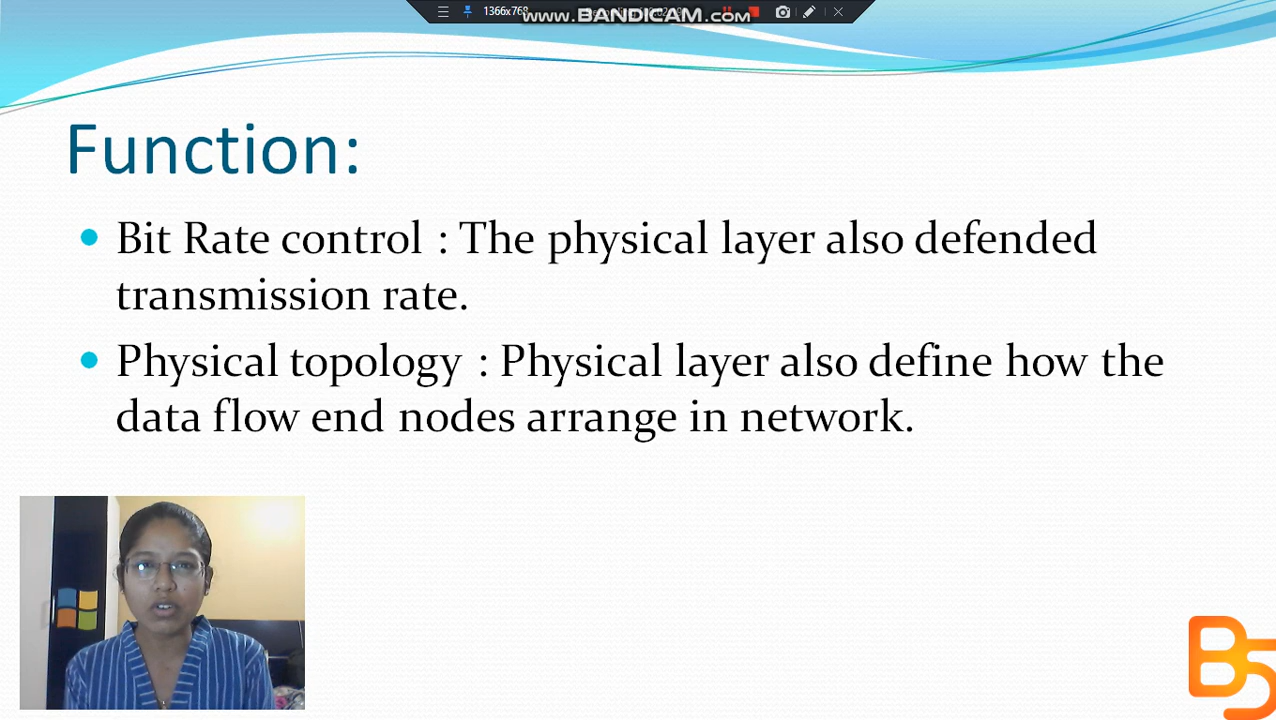 1366x768
www.BANDICAM.com
Function:
Bit Rate control : The physical layer also defended
transmission rate.
Physical topology : Physical layer also define how the
data flow end nodes arrange in network.
B5